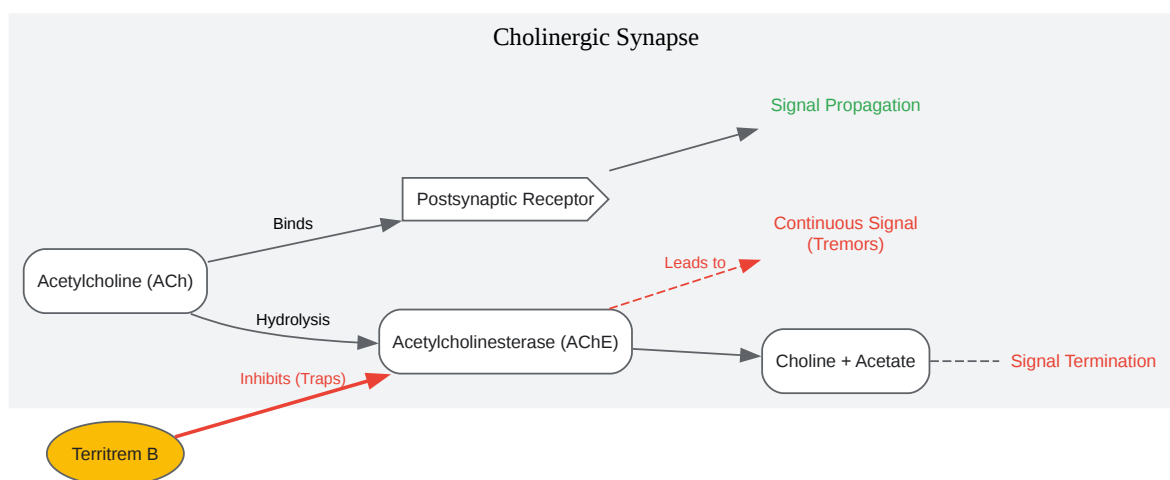 Cholinergic Synapse
Signal Propagation
Postsynaptic Receptor
Binds
Continuous Signal
(Tremors)
Leads to
Acetylcholine (ACh)
Hydrolysis
Acetylcholinesterase (AChE)
Choline + Acetate
Signal Termination
Inhibits (Traps)
Territrem B